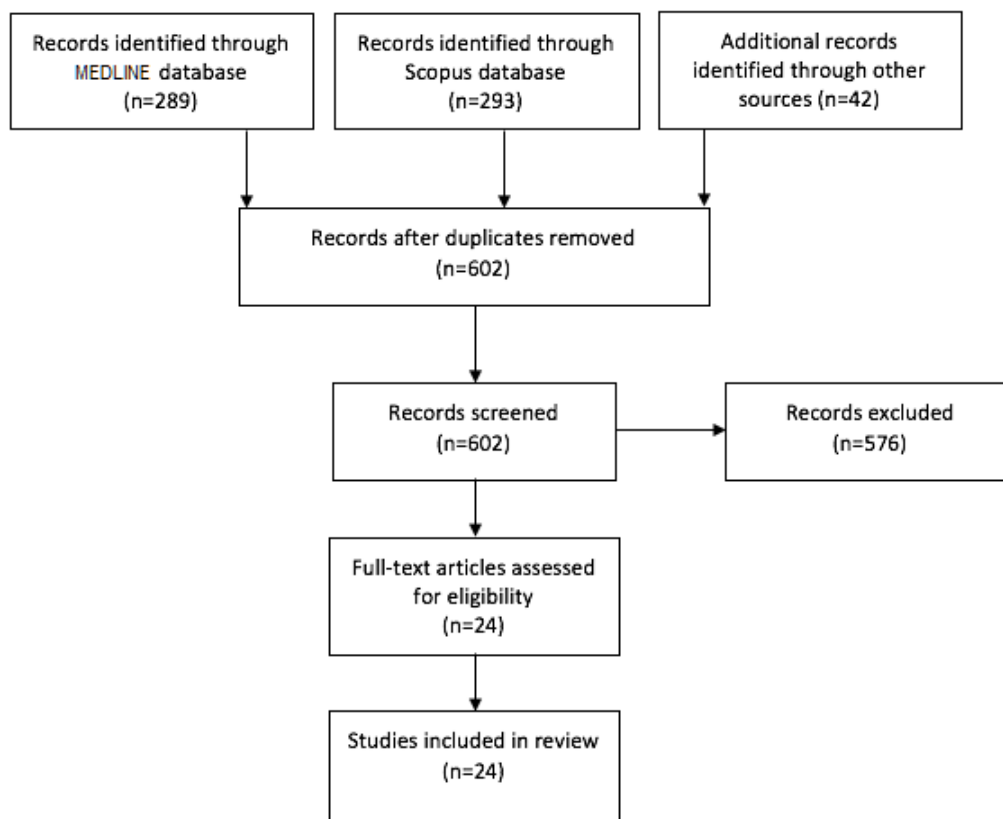 Records identified through
MEDLINE database
(n=289)
Records identified through
Scopus database
(n=293)
Additional records
identified through other
sources (n=42)
Records after duplicates removed
(n=602)
Records screened
(n=602)
Records excluded
(n=576)
Full-text articles assessed
for eligibility
(n=24)
Studies included in review
(n=24)